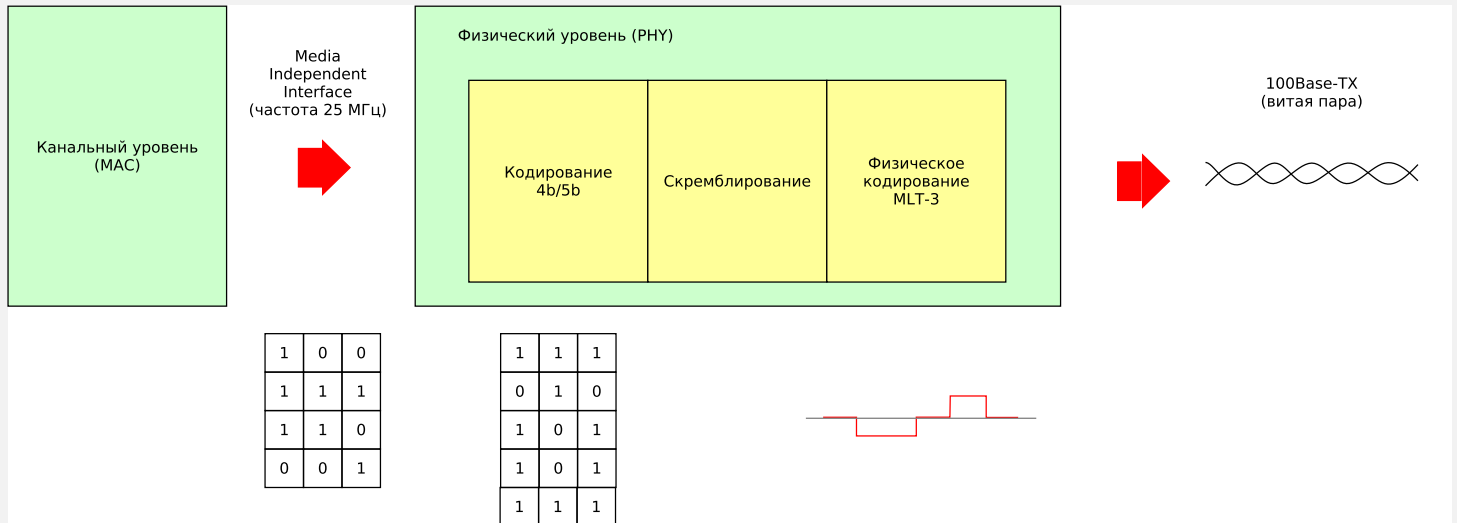 Физический уровень (PHY)
Media
Independent
Interface
(частота 25 МГц)
Канальный уровень
(MAC)
Кодирование
4b/5b
Скремблирование
Физическое
кодирование
MLT-3
100Base-TX
(витая пара)
1 0 0
1 1 1
1 1 0
0 0 1
1 1 1
0 1 0
1 0 1
1 0 1
1 1 1